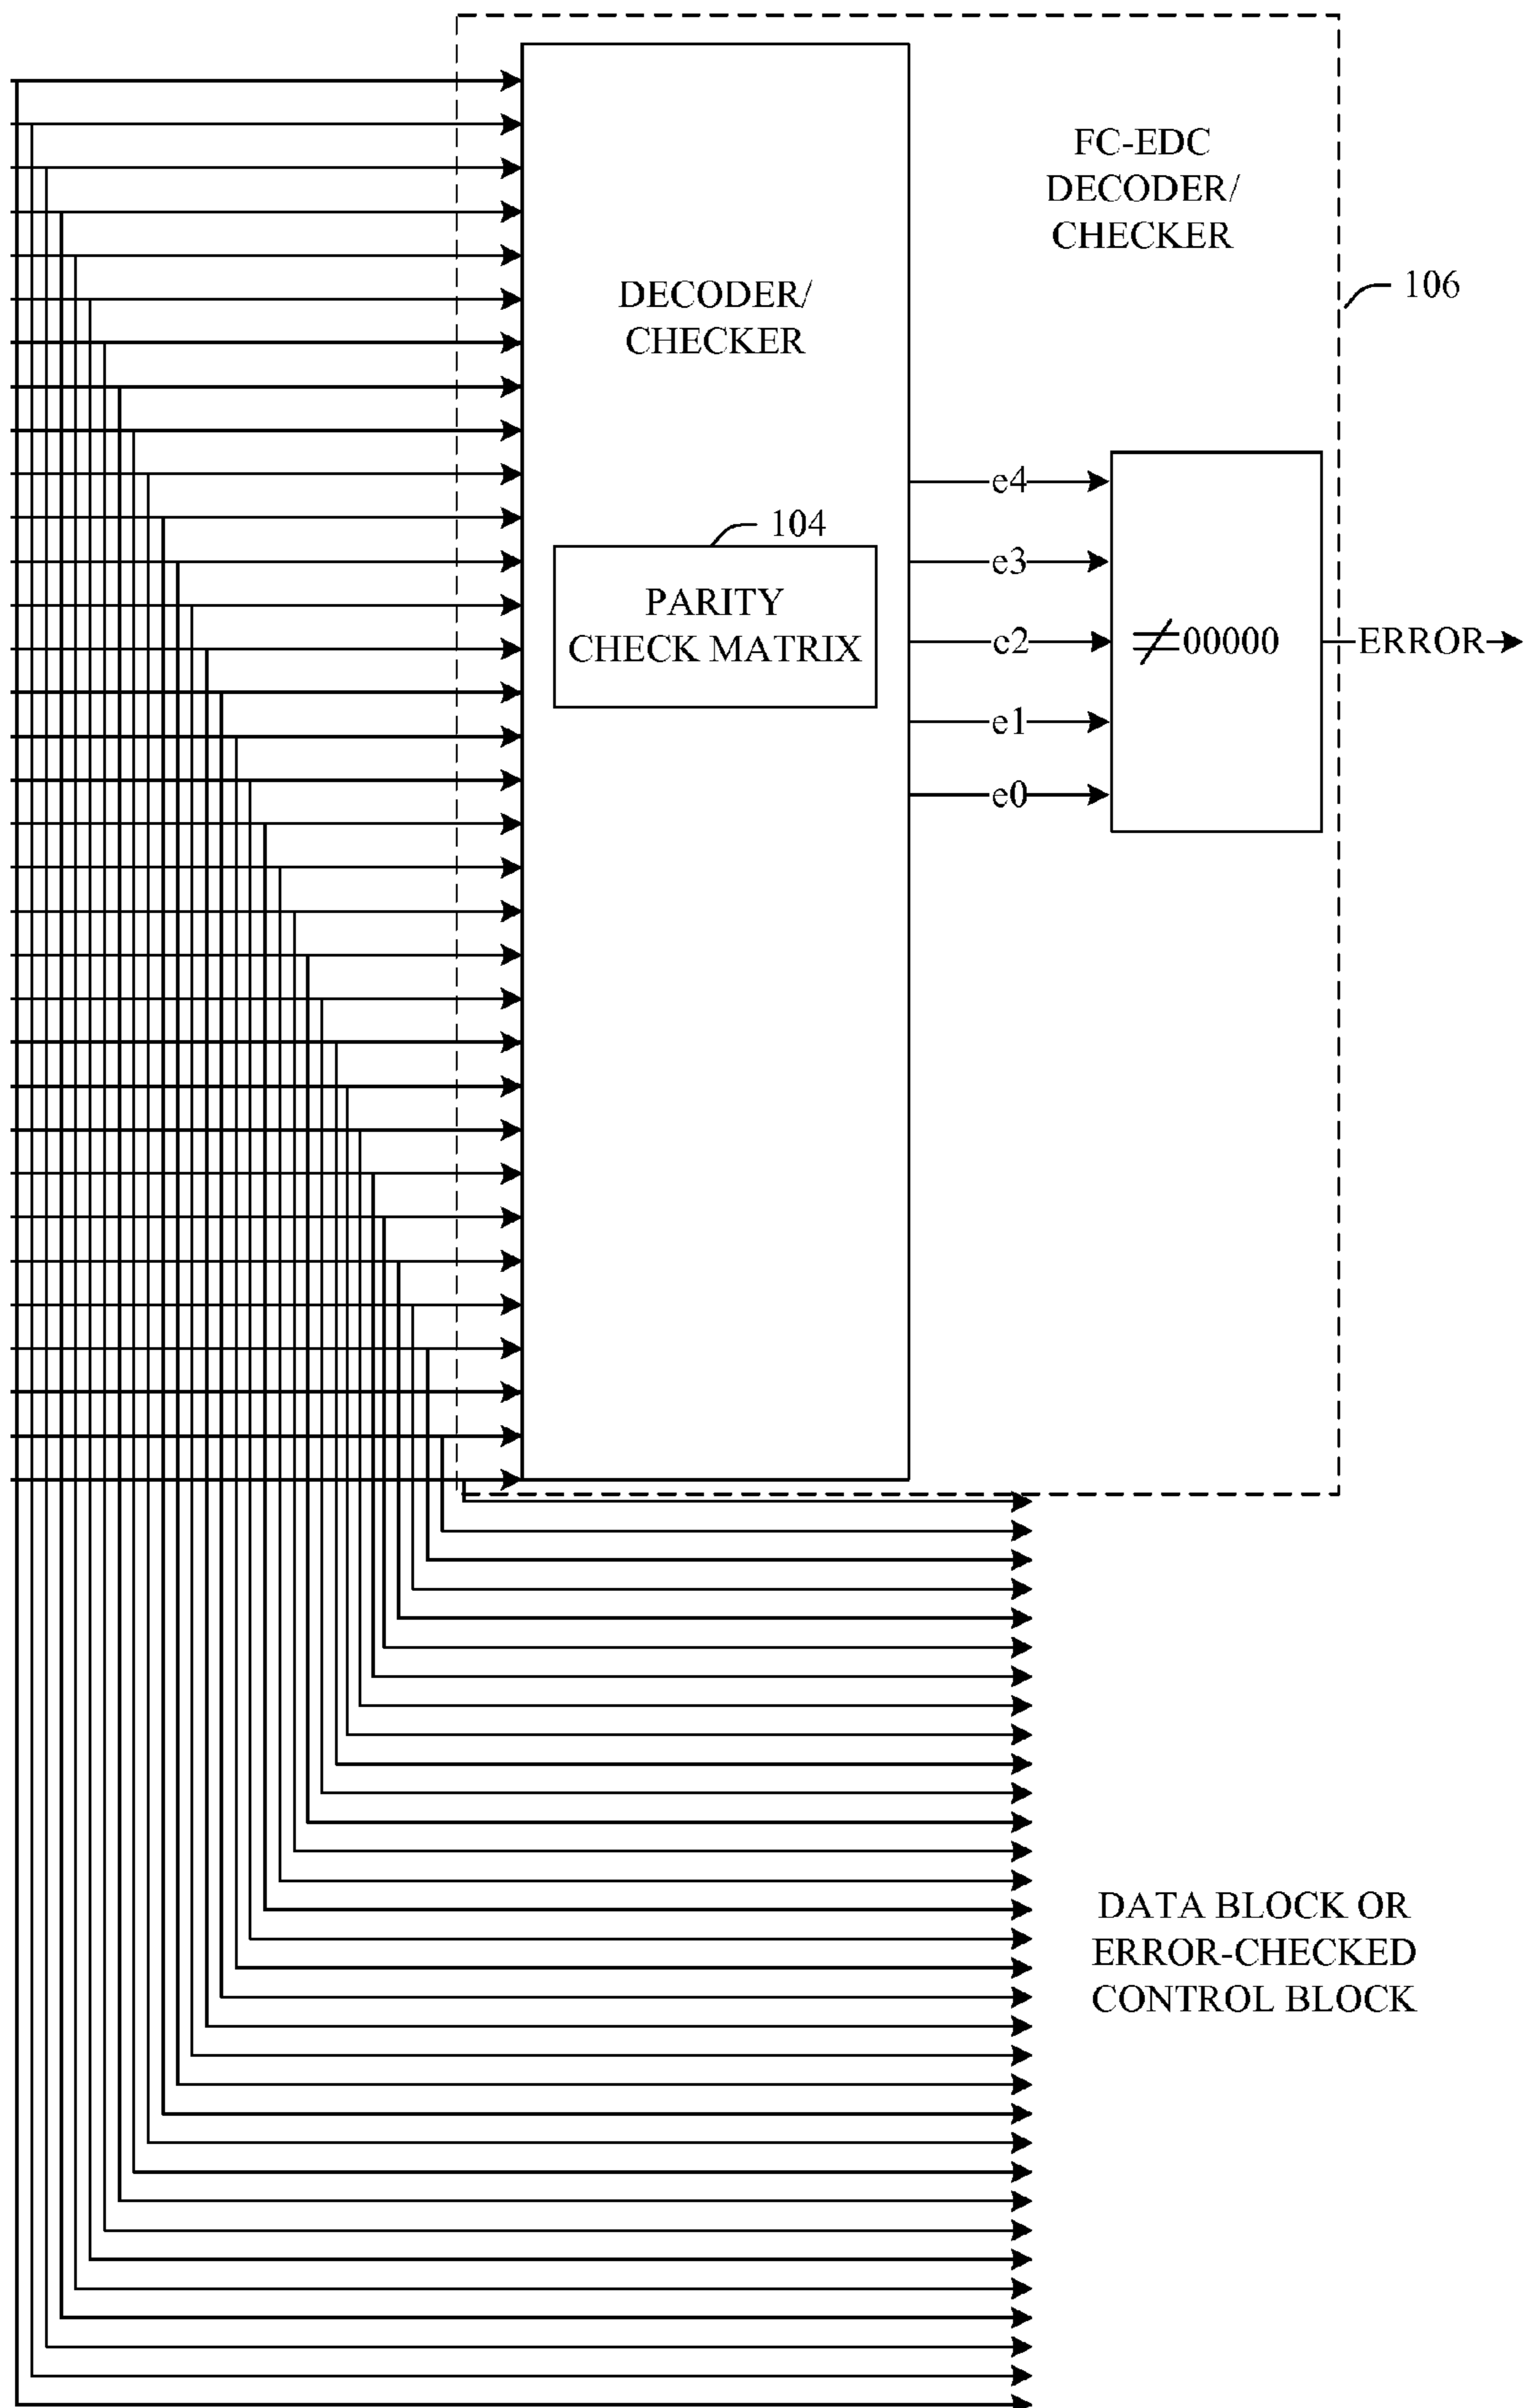 FC-EDC
DECODER/
CHECKER
106
DECODER/
CHECKER
104
PARITY
CHECK MATRIX
e4
e3
e2
e1
e0
≠00000
ERROR
DATA BLOCK OR
ERROR-CHECKED
CONTROL BLOCK